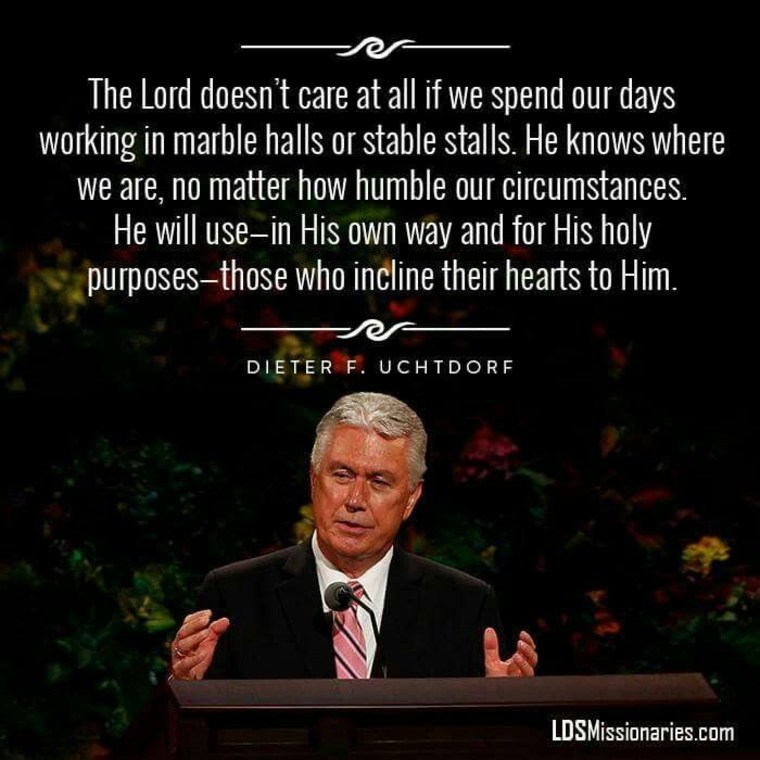 The Lord doesn't care at all if we spend our days
working in marble halls or stable stalls. He knows where
we are, no matter how humble our circumstances.
He will use—in His own way and for His holy
purposes—those who incline their hearts to Him.
DIETER F. UCHTDORF
LDSMissionaries.com